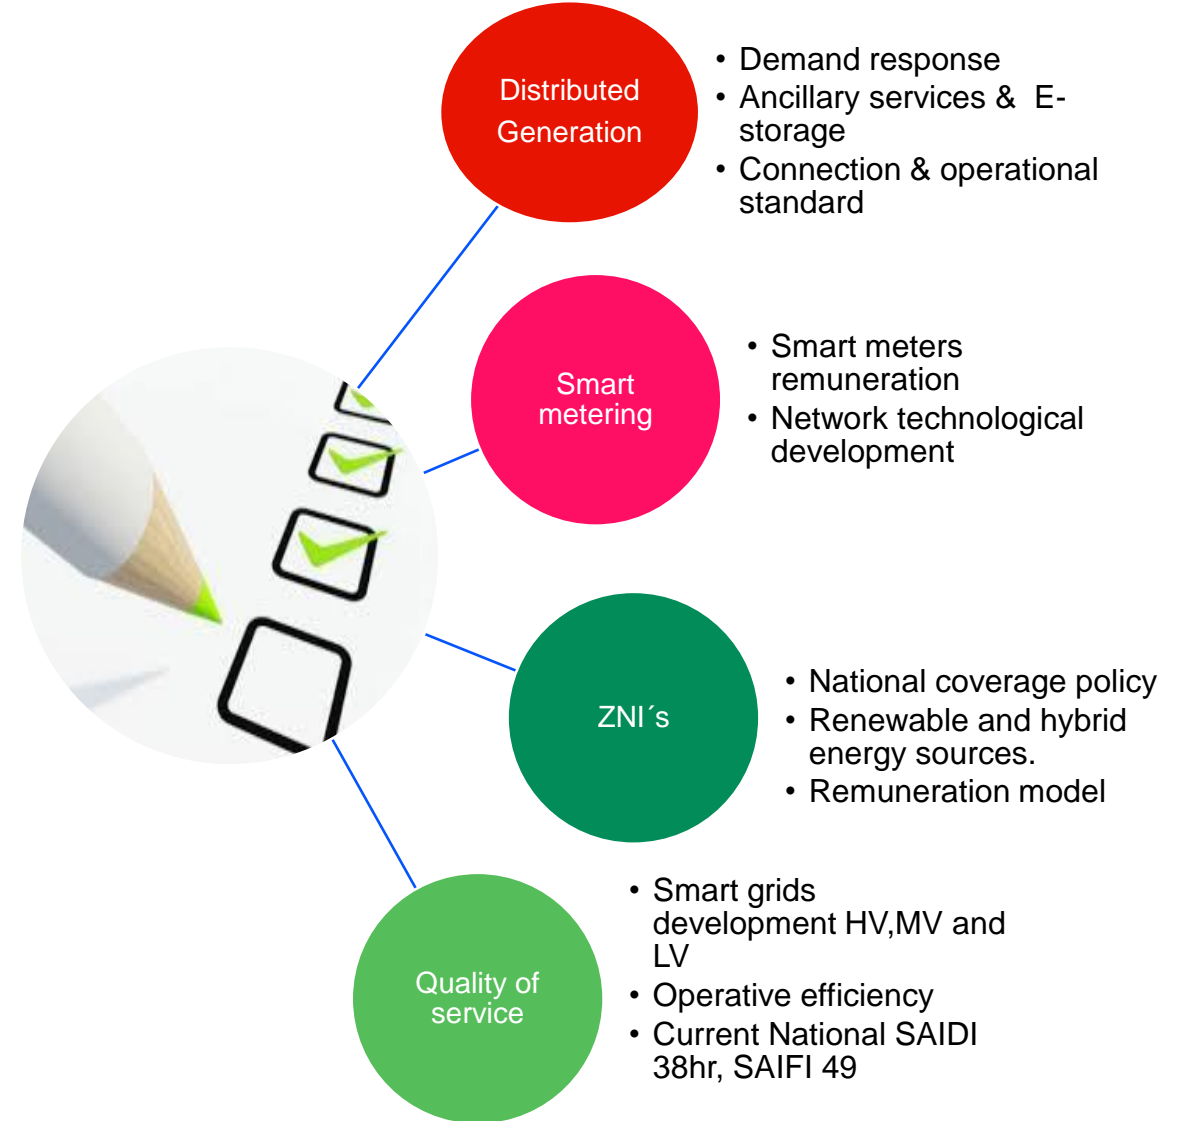 Distributed
Generation
• Demand response
• Ancillary services & E-
storage
• Connection & operational
standard
Smart
metering
• Smart meters
remuneration
• Network technological
development
ZNI´s
• National coverage policy
• Renewable and hybrid
energy sources.
• Remuneration model
Quality of
service
• Smart grids
development HV,MV and
LV
• Operative efficiency
• Current National SAIDI
38hr, SAIFI 49